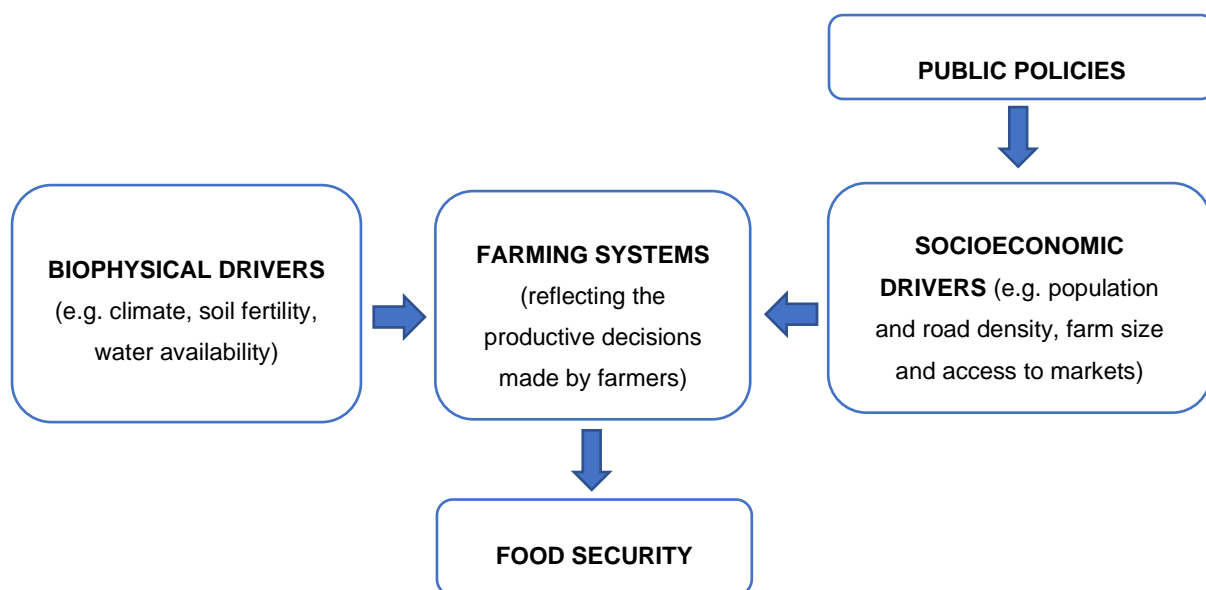 PUBLIC POLICIES
BIOPHYSICAL DRIVERS
(e.g. climate, soil fertility,
water availability)
FARMING SYSTEMS
(reflecting the
productive decisions
made by farmers)
SOCIOECONOMIC
DRIVERS (e.g. population
and road density, farm size
and access to markets)
FOOD SECURITY